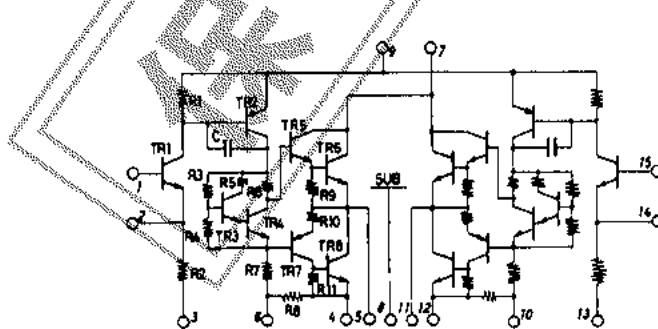 9 7
R1 TR2
C TR5
TR1 TR6
SUB 15
1 R3 R5 R6 R9
2 TR4 14
R4 TR3 R10
R2 R7 TR7 TR8
R11
R8
3 6 4 5 8 11 12 10 13